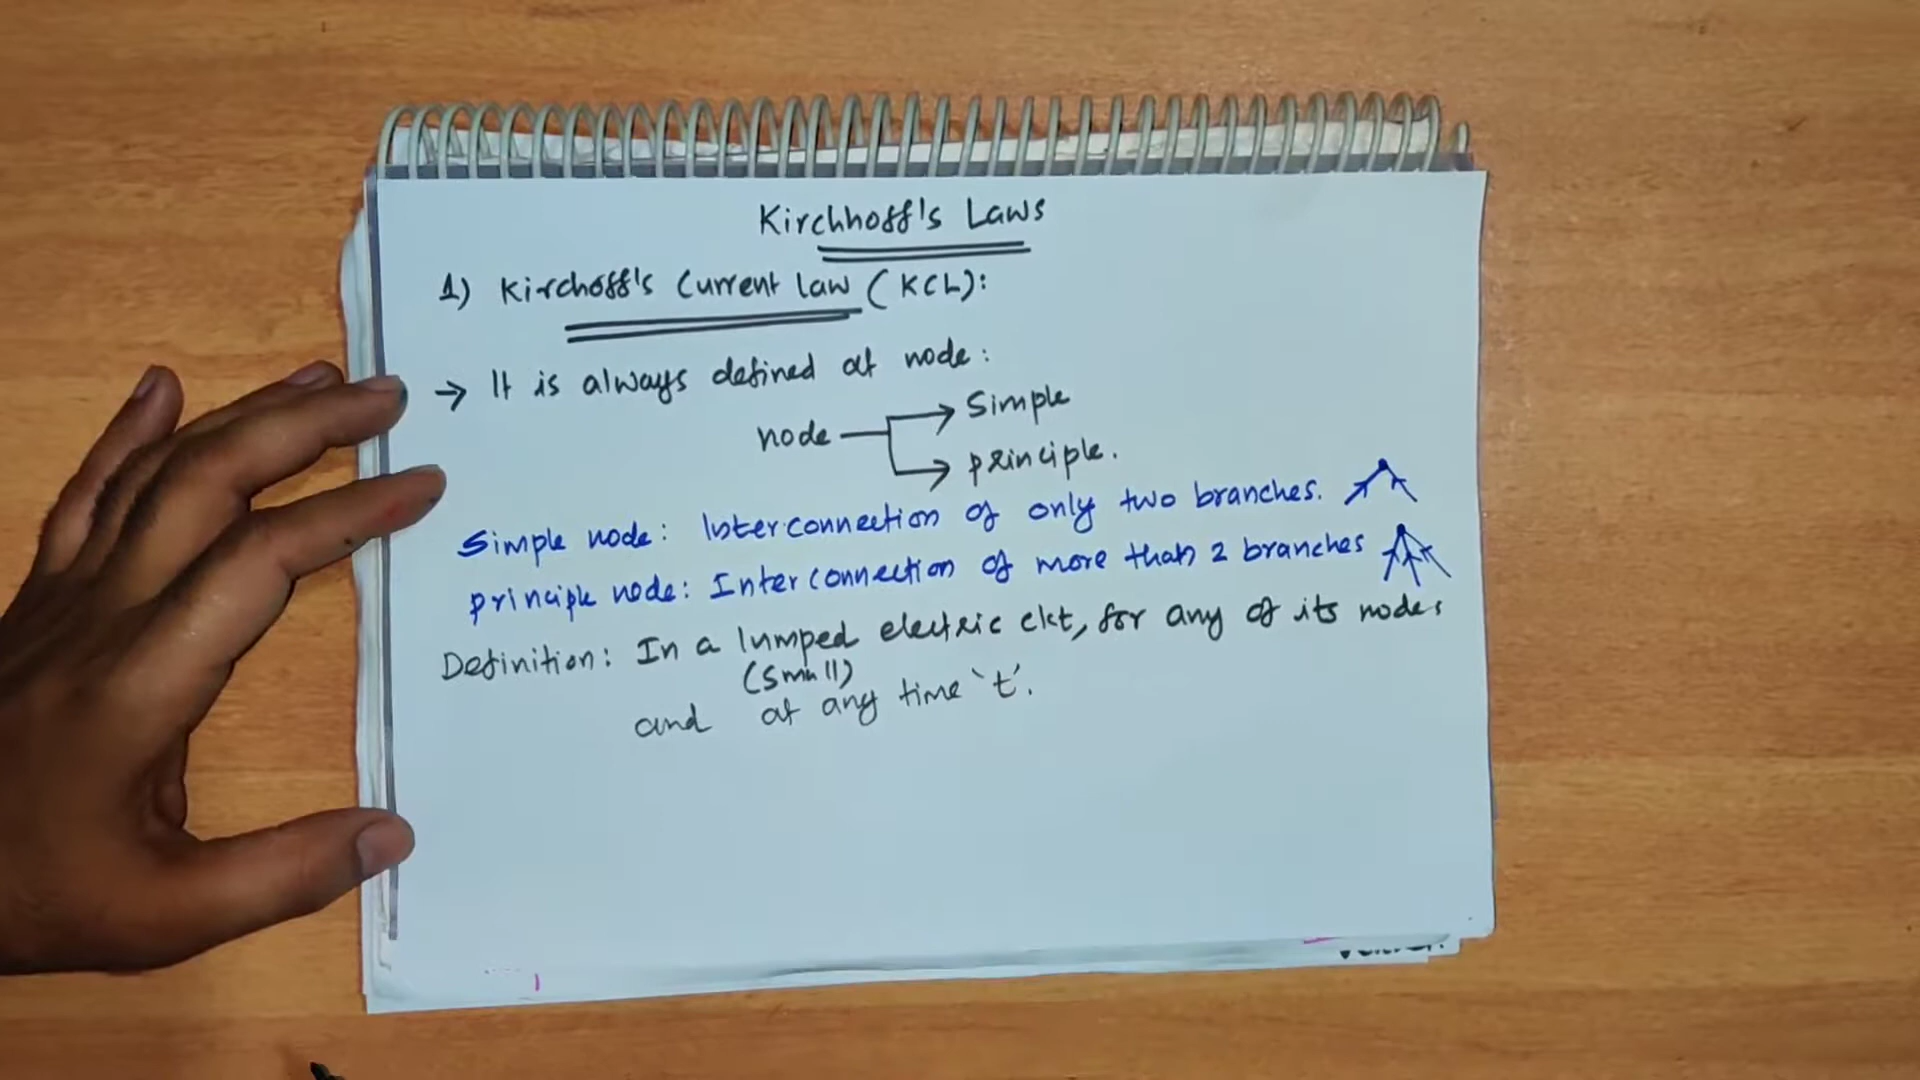 Kirchhoff's Laws
1) Kirchoff's Current law (KCL):
→ It is always defined at node:
Simple
node
principle.
Simple node: Interconnection of only two branches.
principle node: Interconnection of more than 2 branches
Definition: In a lumped electric ckt, for any of its nodes
(Small)
and at any time 't'.